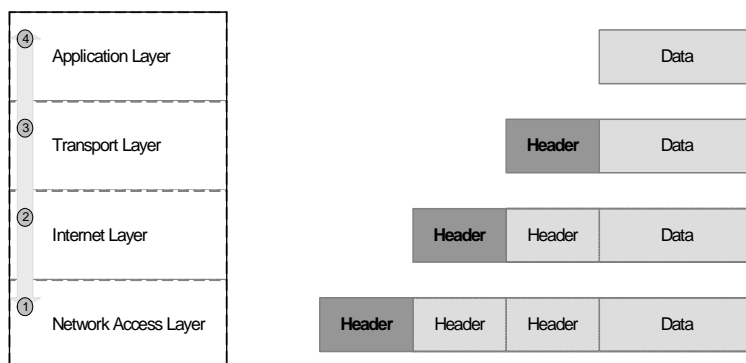 4
Application Layer
Data
3
Transport Layer
Header
Data
2
Internet Layer
Header
Header
Data
1
Network Access Layer
Header
Header
Header
Data